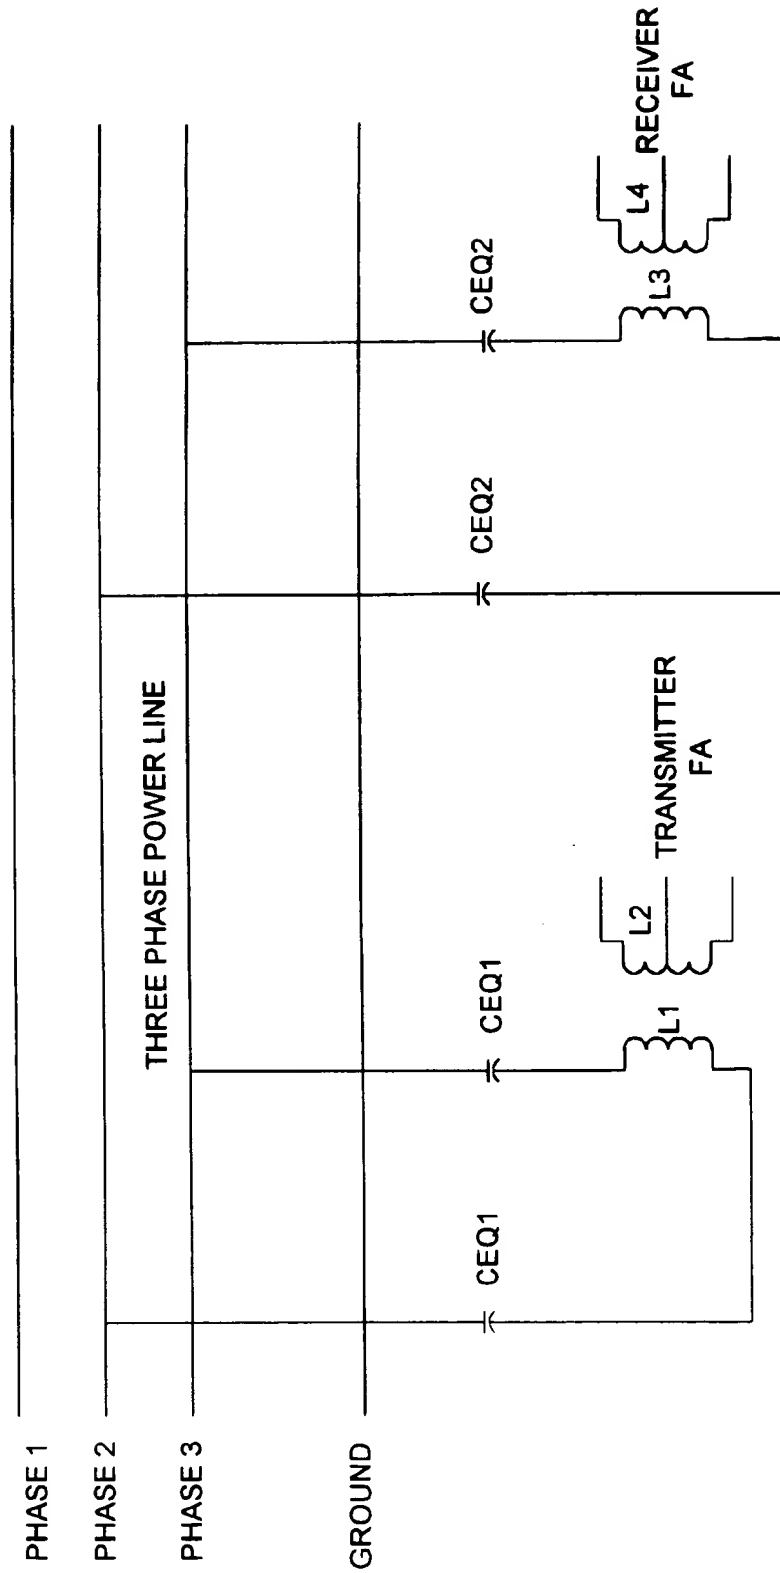 PHASE 1
PHASE 2
PHASE 3
GROUND
THREE PHASE POWER LINE
CEQ1
CEQ1
L1
L2
TRANSMITTER
FA
CEQ2
CEQ2
L3
L4
RECEIVER
FA